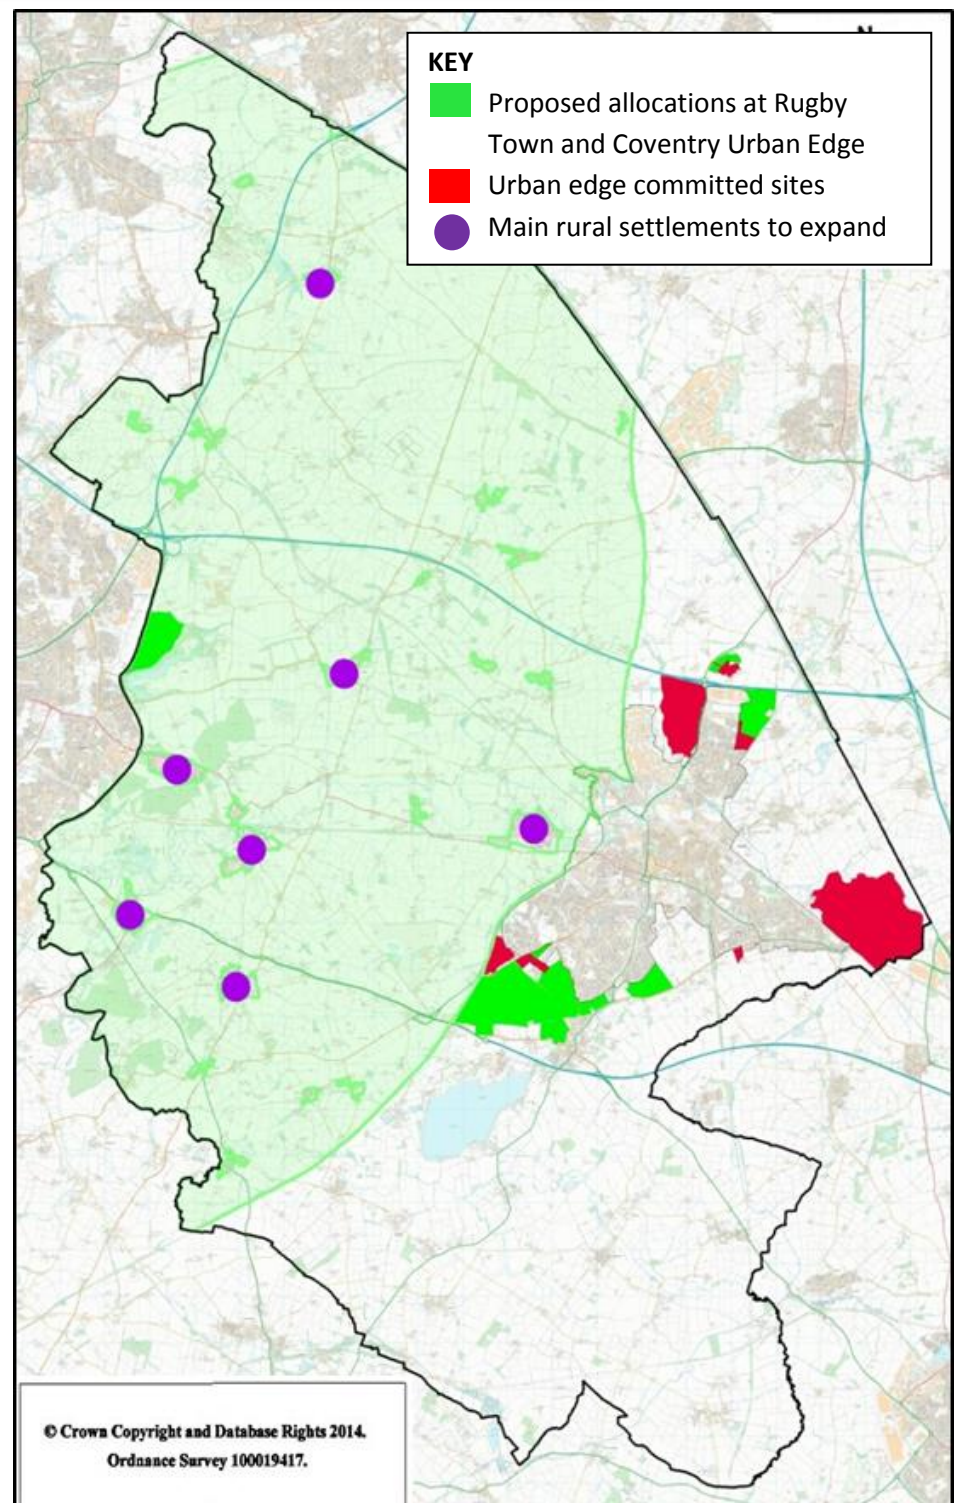 KEY
Proposed allocations at Rugby
Town and Coventry Urban Edge
Urban edge committed sites
Main rural settlements to expand
© Crown Copyright and Database Rights 2014.
Ordnance Survey 100019417.